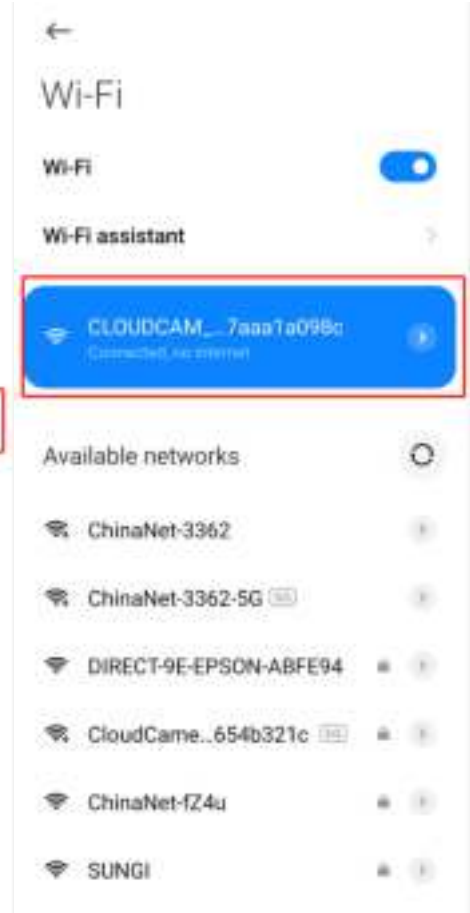 Wi-Fi
Wi-Fi
Wi-Fi assistant
CLOUDCAM_...7aaa1a098c
Connected, no internet
Available networks
ChinaNet-3362
ChinaNet-3362-5G
DIRECT-9E-EPSON-ABFE94
CloudCame..654b321c
ChinaNet-fZ4u
SUNGI